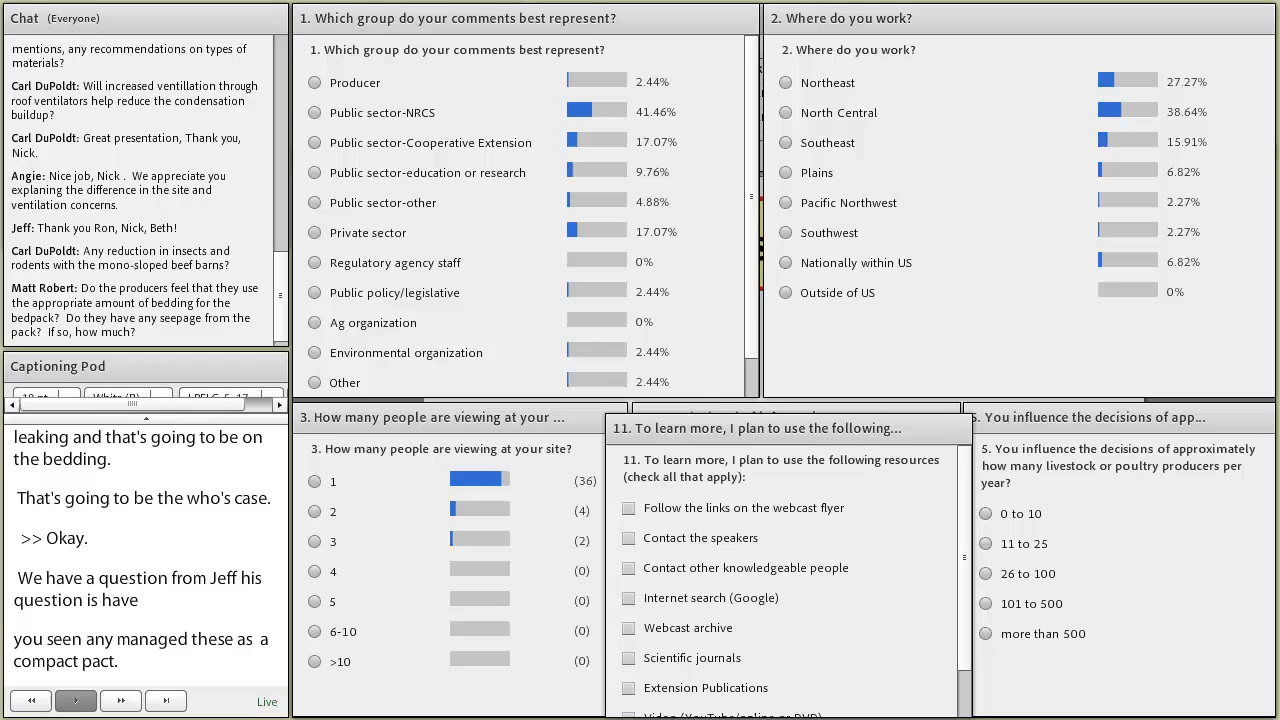 Chat (Everyone)
mentions, any recommendations on types of
materials?
Carl DuPoldt: Will increased ventillation through
roof ventilators help reduce the condensation
buildup?
Carl DuPoldt: Great presentation, Thank you,
Nick.
Angie: Nice job, Nick . We appreciate you
explaning the difference in the site and
ventilation concerns.
Jeff: Thank you Ron, Nick, Beth!
Carl DuPoldt: Any reduction in insects and
rodents with the mono-sloped beef barns?
Matt Robert: Do the producers feel that they use
the appropriate amount of bedding for the
bedpack? Do they have any seepage from the
pack? If so, how much?
Captioning Pod
leaking and that's going to be on
the bedding.
That's going to be the who's case.
>> Okay.
We have a question from Jeff his
question is have
you seen any managed these as a
compact pact.
Live
1. Which group do your comments best represent?
1. Which group do your comments best represent?
Producer 2.44%
Public sector-NRCS 41.46%
Public sector-Cooperative Extension 17.07%
Public sector-education or research 9.76%
Public sector-other 4.88%
Private sector 17.07%
Regulatory agency staff 0%
Public policy/legislative 2.44%
Ag organization 0%
Environmental organization 2.44%
Other 2.44%
2. Where do you work?
2. Where do you work?
Northeast 27.27%
North Central 38.64%
Southeast 15.91%
Plains 6.82%
Pacific Northwest 2.27%
Southwest 2.27%
Nationally within US 6.82%
Outside of US 0%
3. How many people are viewing at your ...
3. How many people are viewing at your site?
1 (36)
2 (4)
3 (2)
4 (0)
5 (0)
6-10 (0)
>10 (0)
11. To learn more, I plan to use the following...
11. To learn more, I plan to use the following resources
(check all that apply):
Follow the links on the webcast flyer
Contact the speakers
Contact other knowledgeable people
Internet search (Google)
Webcast archive
Scientific journals
Extension Publications
Video (YouTube/online or DVD)
5. You influence the decisions of app...
5. You influence the decisions of approximately
how many livestock or poultry producers per
year?
0 to 10
11 to 25
26 to 100
101 to 500
more than 500